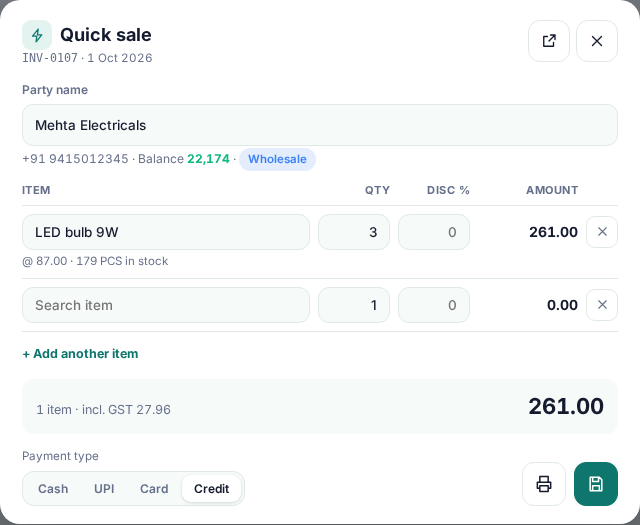 Quick sale
INV-0107 · 1 Oct 2026
Party name
Mehta Electricals
+91 9415012345 · Balance 22,174 · Wholesale
ITEM QTY DISC % AMOUNT
LED bulb 9W 3 0 261.00
@ 87.00 · 179 PCS in stock
Search item 1 0 0.00
+ Add another item
1 item · incl. GST 27.96 261.00
Payment type
Cash UPI Card Credit